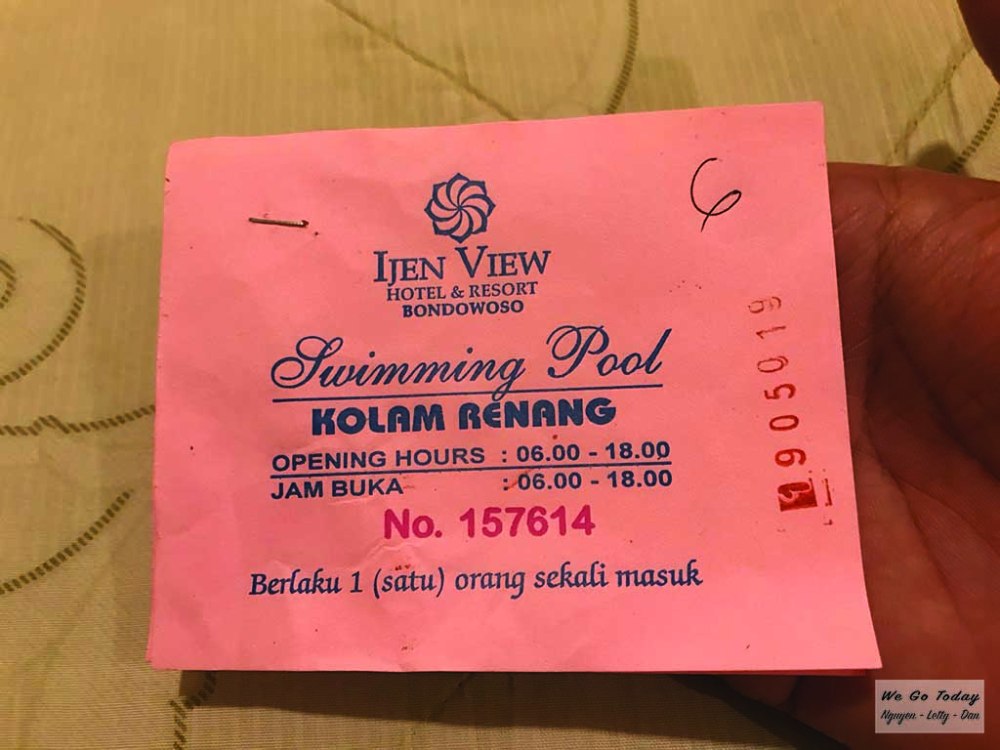 6
IJEN VIEW
HOTEL & RESORT
BONDOWOSO
Swimming Pool
KOLAM RENANG
OPENING HOURS : 06.00 - 18.00
JAM BUKA : 06.00 - 18.00
No. 157614
Berlaku 1 (satu) orang sekali masuk
1905019
We Go Today
Nguyen - Letty - Dan